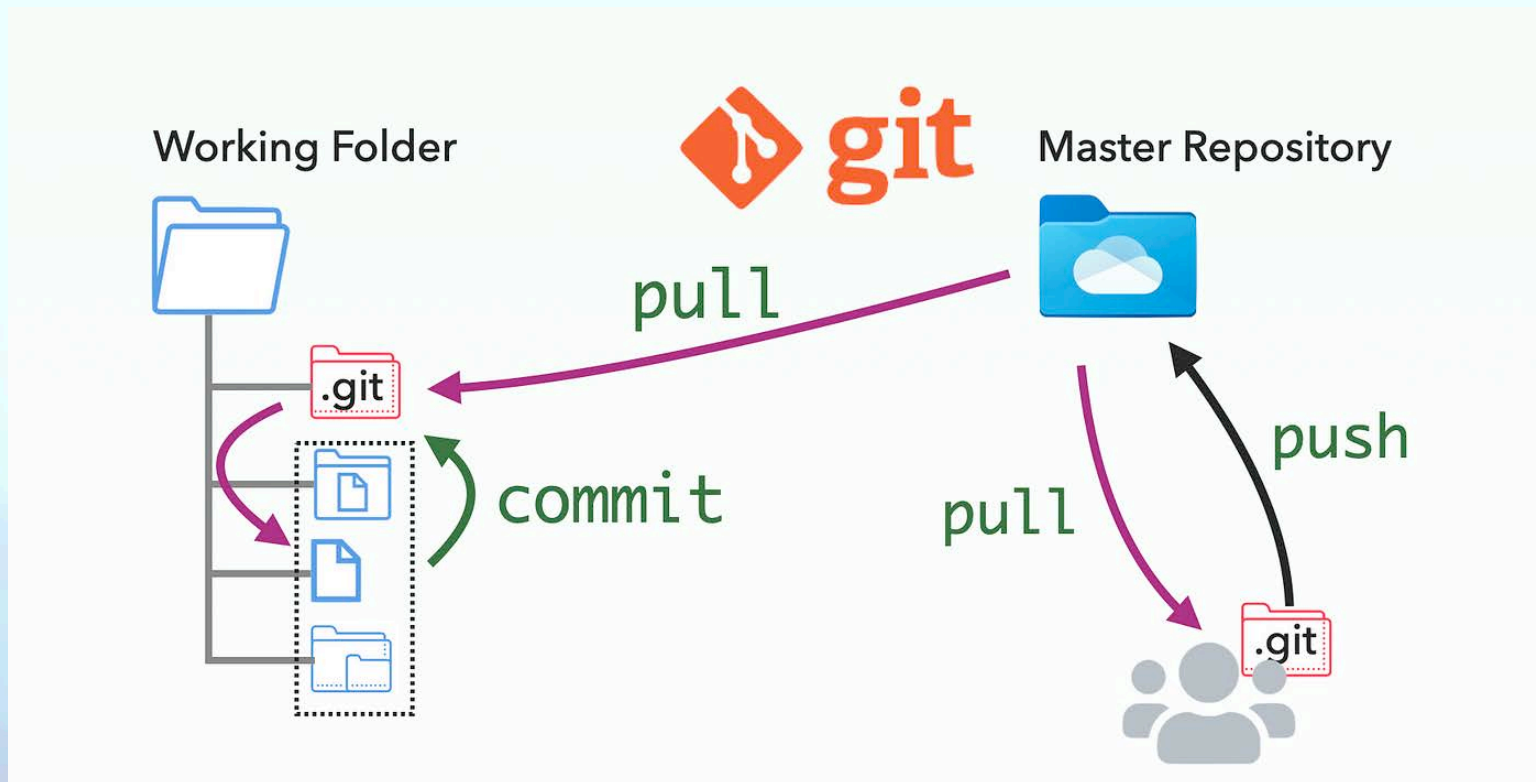 Working Folder
git
Master Repository
pull
.git
commit
pull
push
.git